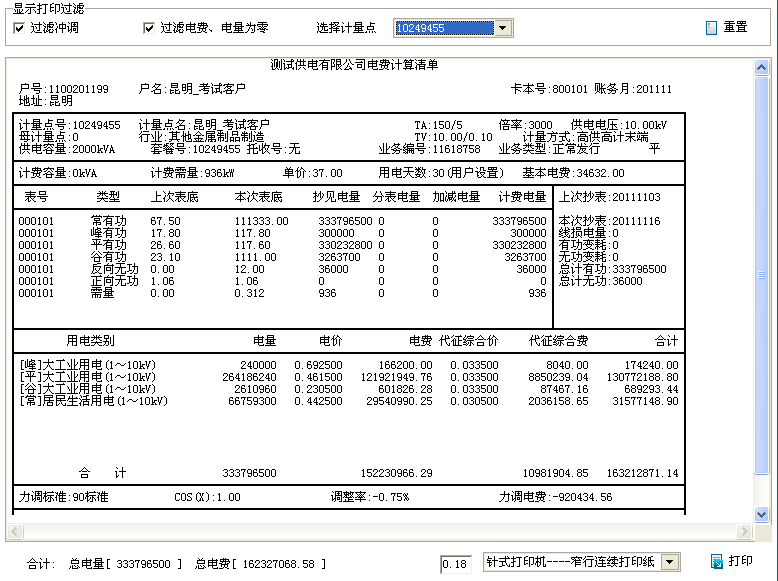 显示打印过滤
过滤冲调 过滤电费、电量为零 选择计量点 10249455 重置
测试供电有限公司电费计算清单
户号:1100201199 户名:昆明_考试客户 卡本号:800101 账务月:201111
地址:昆明
计量点号:10249455 计量点名:昆明_考试客户 TA:150/5 倍率:3000 供电电压:10.00kV
母计量点:0 行业:其他金属制品制造 TV:10.00/0.10 计量方式:高供高计末端
供电容量:2000kVA 套餐号:10249455 托收号:无 业务编号:11618758 业务类型:正常发行 平
计费容量:0kVA 计费需量:936kW 单价:37.00 用电天数:30(用户设置) 基本电费:34632.00
表号 类型 上次表底 本次表底 抄见电量 分表电量 加减电量 计费电量 上次抄表:20111103
000101 常有功 67.50 111333.00 333796500 0 0 333796500 本次抄表:20111116
000101 峰有功 17.80 117.80 300000 0 0 300000 线损电量:0
000101 平有功 26.60 117.60 330232800 0 0 330232800 有功变耗:0
000101 谷有功 23.10 1111.00 3263700 0 0 3263700 无功变耗:0
000101 反向无功 0.00 12.00 36000 0 0 36000 总计有功:333796500
000101 正向无功 1.06 1.06 0 0 0 0 总计无功:36000
000101 需量 0.00 0.312 936 0 0 936
用电类别 电量 电价 电费 代征综合价 代征综合费 合计
[峰]大工业用电(1～10kV) 240000 0.692500 166200.00 0.033500 8040.00 174240.00
[平]大工业用电(1～10kV) 264186240 0.461500 121921949.76 0.033500 8850239.04 130772188.80
[谷]大工业用电(1～10kV) 2610960 0.230500 601826.28 0.033500 87467.16 689293.44
[常]居民生活用电(1～10kV) 66759300 0.442500 29540990.25 0.030500 2036158.65 31577148.90
合 计 333796500 152230966.29 10981904.85 163212871.14
力调标准:90标准 COS(%):1.00 调整率:-0.75% 力调电费:-920434.56
合计: 总电量[ 333796500 ] 总电费[ 162327068.58 ] 0.18 针式打印机----窄行连续打印纸 打印